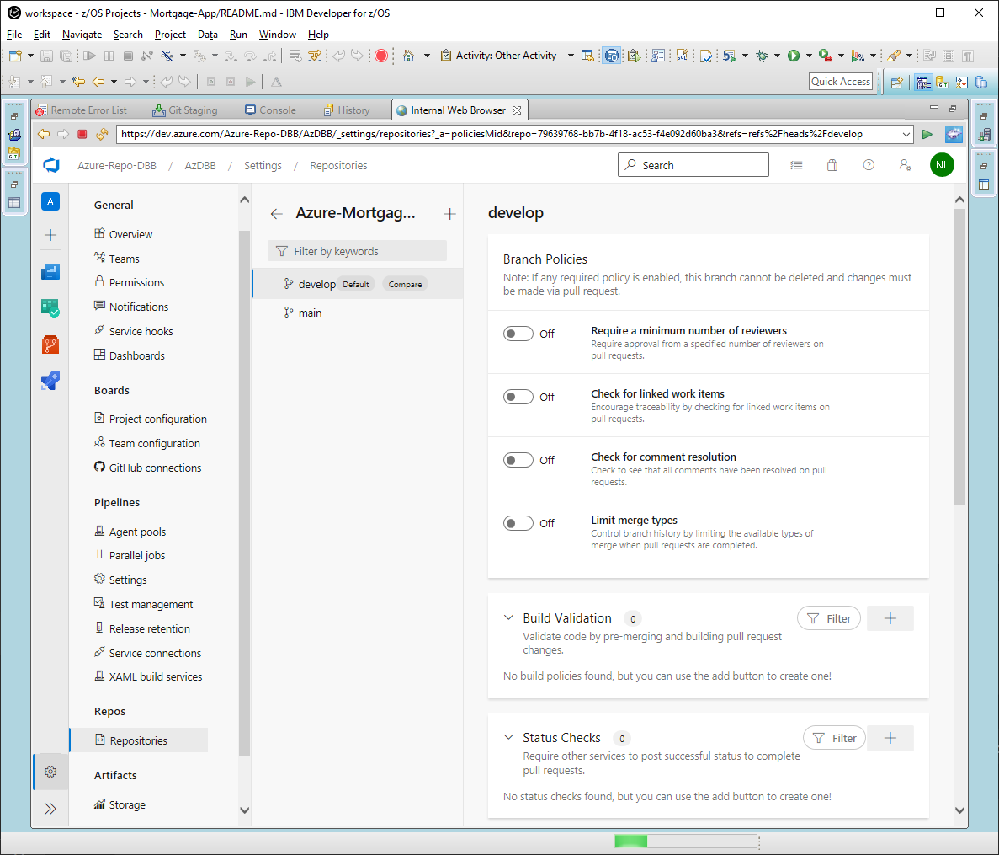 workspace - z/OS Projects - Mortgage-App/README.md - IBM Developer for z/OS
File Edit Navigate Search Project Data Run Window Help
Activity: Other Activity
Quick Access
Remote Error List Git Staging Console History Internal Web Browser
https://dev.azure.com/Azure-Repo-DBB/AzDBB/_settings/repositories?_a=policiesMid&repo=79639768-bb7b-4f18-ac53-f4e092d60ba3&refs=refs%2Fheads%2Fdevelop
Azure-Repo-DBB / AzDBB / Settings / Repositories
Search
NL
A
General
Overview
Teams
Permissions
Notifications
Service hooks
Dashboards
Boards
Project configuration
Team configuration
GitHub connections
Pipelines
Agent pools
Parallel jobs
Settings
Test management
Release retention
Service connections
XAML build services
Repos
Repositories
Artifacts
Storage
Azure-Mortgag...
Filter by keywords
develop Default Compare
main
develop
Branch Policies
Note: If any required policy is enabled, this branch cannot be deleted and changes must
be made via pull request.
Off Require a minimum number of reviewers
Require approval from a specified number of reviewers on
pull requests.
Off Check for linked work items
Encourage traceability by checking for linked work items on
pull requests.
Off Check for comment resolution
Check to see that all comments have been resolved on pull
requests.
Off Limit merge types
Control branch history by limiting the available types of
merge when pull requests are completed.
Build Validation 0 Filter
Validate code by pre-merging and building pull request
changes.
No build policies found, but you can use the add button to create one!
Status Checks 0 Filter
Require other services to post successful status to complete
pull requests.
No status checks found, but you can use the add button to create one!